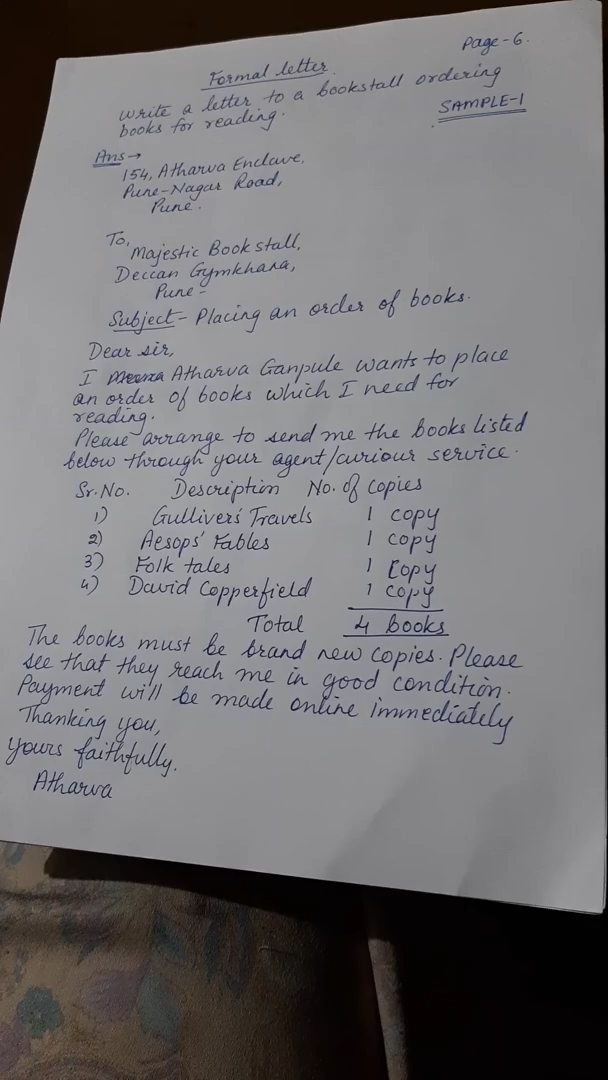 Page-6.
Formal letter
Write a letter to a bookstall ordering
books for reading.
SAMPLE-1
Ans→
154, Atharva Enclave,
Pune-Nagar Road,
Pune.
To,
Majestic Bookstall,
Deccan Gymkhana,
Pune-
Subject- Placing an order of books.
Dear sir,
I Atharva Ganpule wants to place
an order of books which I need for
reading.
Please arrange to send me the books listed
below through your agent/curious service.
Sr.No. Description No. of copies
1) Gulliver's Travels 1 copy
2) Aesops' Fables 1 copy
3) Folk tales 1 copy
4) David Copperfield 1 copy
Total 4 books
The books must be brand new copies. Please
see that they reach me in good condition.
Payment will be made online immediately
Thanking you,
yours faithfully.
Atharva